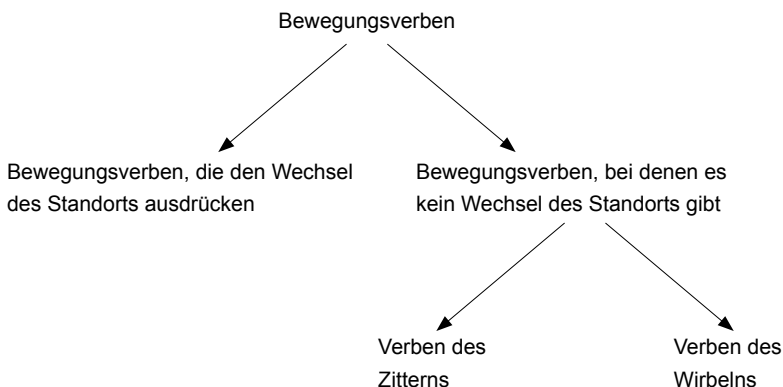 Bewegungsverben
Bewegungsverben, die den Wechsel
des Standorts ausdrücken
Bewegungsverben, bei denen es
kein Wechsel des Standorts gibt
Verben des
Zitterns
Verben des
Wirbelns